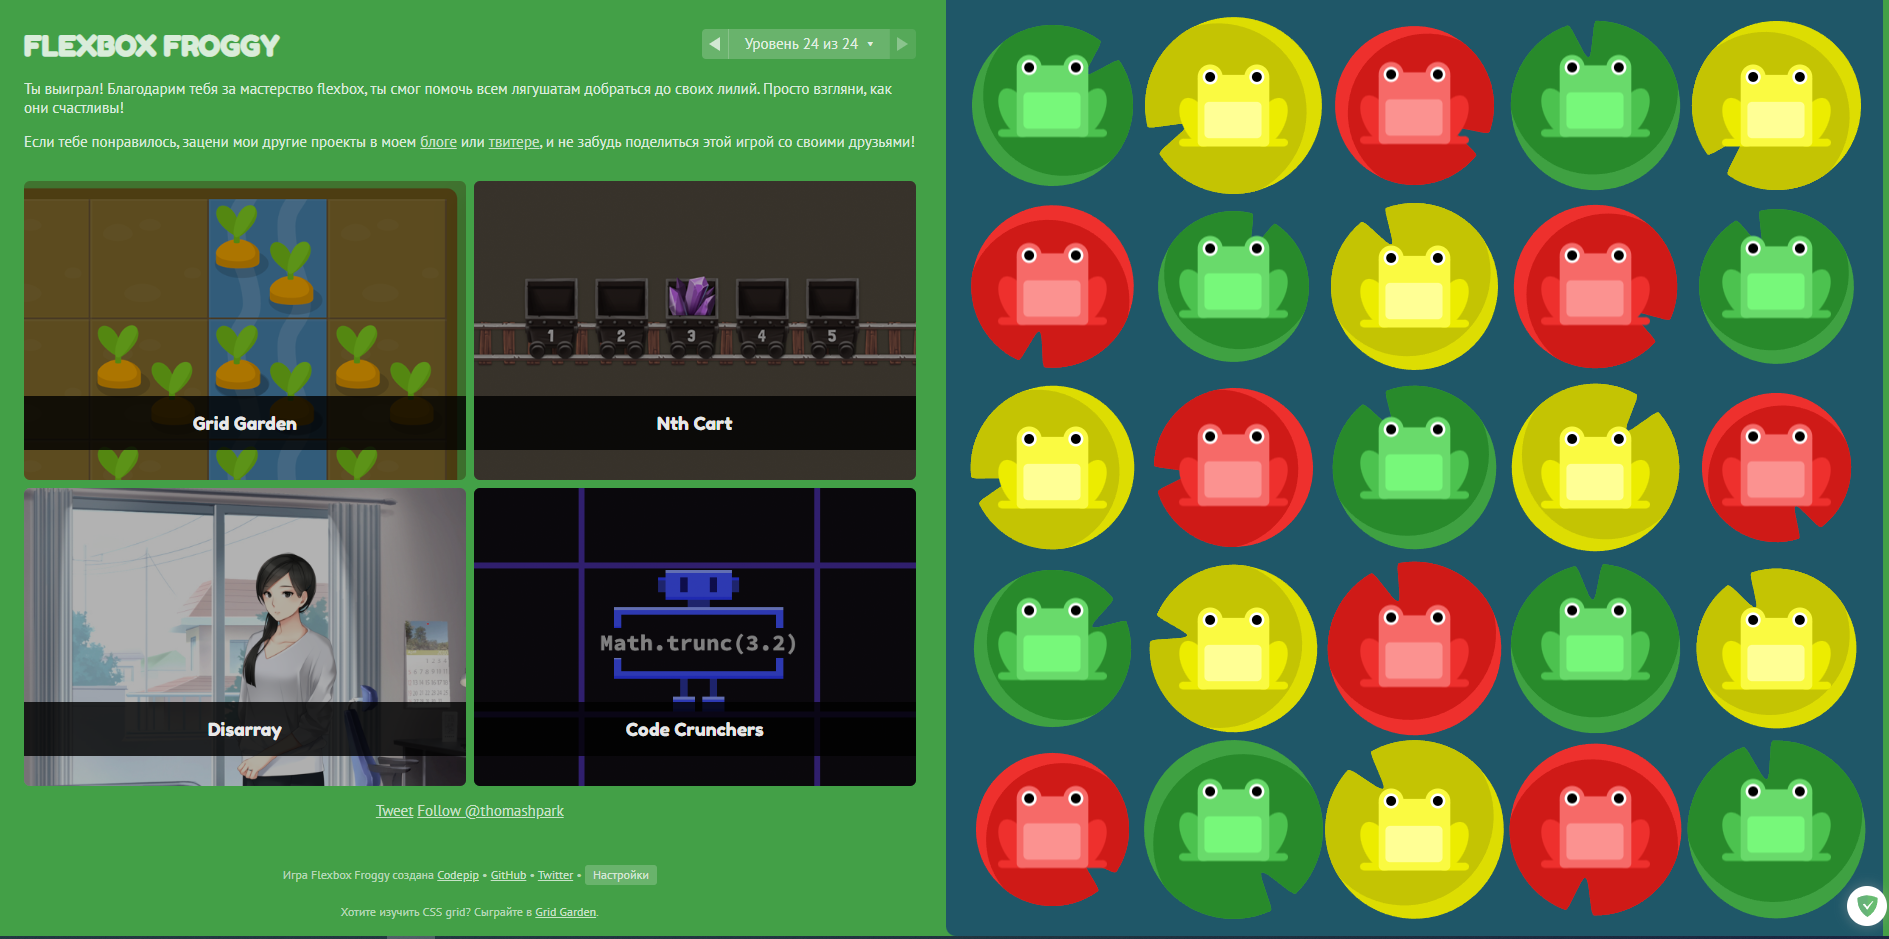 FLEXBOX FROGGY
Уровень 24 из 24
Ты выиграл! Благодарим тебя за мастерство flexbox, ты смог помочь всем лягушатам добраться до своих лилий. Просто взгляни, как
они счастливы!
Если тебе понравилось, зацени мои другие проекты в моем блоге или твитере, и не забудь поделиться этой игрой со своими друзьями!
Grid Garden
1 2 3 4 5
Nth Cart
Disarray
Math.trunc(3.2)
Code Crunchers
Tweet Follow @thomashpark
Игра Flexbox Froggy создана Codepip • GitHub • Twitter • Настройки
Хотите изучить CSS grid? Сыграйте в Grid Garden.